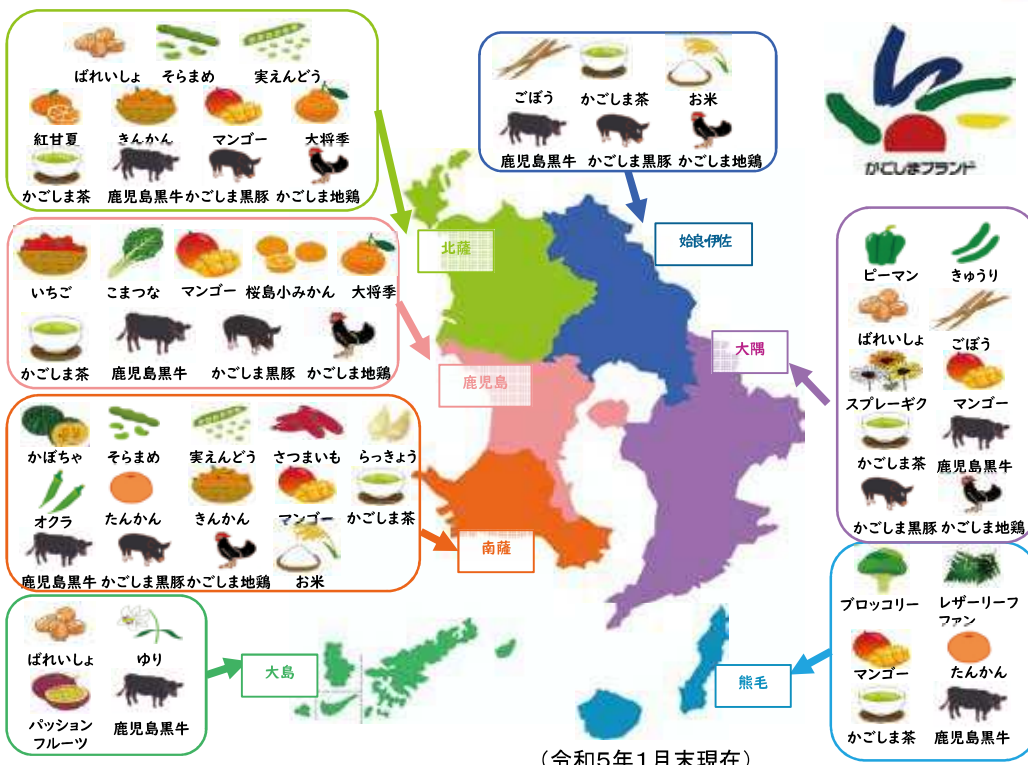 ばれいしょ そらまめ 実えんどう
紅甘夏 きんかん マンゴー 大将季
かごしま茶 鹿児島黒牛 かごしま黒豚 かごしま地鶏
ごぼう かごしま茶 お米
鹿児島黒牛 かごしま黒豚 かごしま地鶏
かごしまブランド
北薩
姶良・伊佐
いちご こまつな マンゴー 桜島小みかん 大将季
かごしま茶 鹿児島黒牛 かごしま黒豚 かごしま地鶏
鹿児島
大隅
ピーマン きゅうり
ばれいしょ ごぼう
スプレーギク マンゴー
かごしま茶 鹿児島黒牛
かごしま黒豚 かごしま地鶏
かぼちゃ そらまめ 実えんどう さつまいも らっきょう
オクラ たんかん きんかん マンゴー かごしま茶
鹿児島黒牛 かごしま黒豚 かごしま地鶏 お米
南薩
ばれいしょ ゆり
パッション
フルーツ
鹿児島黒牛
大島
熊毛
ブロッコリー
レザーリーフ
ファン
マンゴー たんかん
かごしま茶 鹿児島黒牛
(令和5年1月末現在)